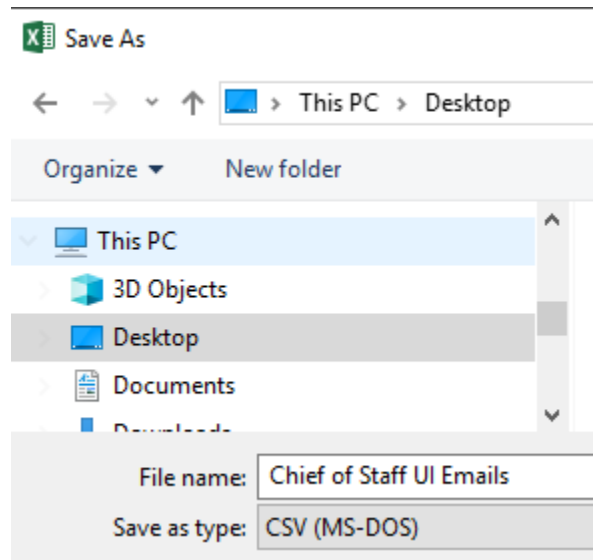 Save As
This PC > Desktop
Organize New folder
This PC
3D Objects
Desktop
Documents
Downloads
File name: Chief of Staff UI Emails
Save as type: CSV (MS-DOS)